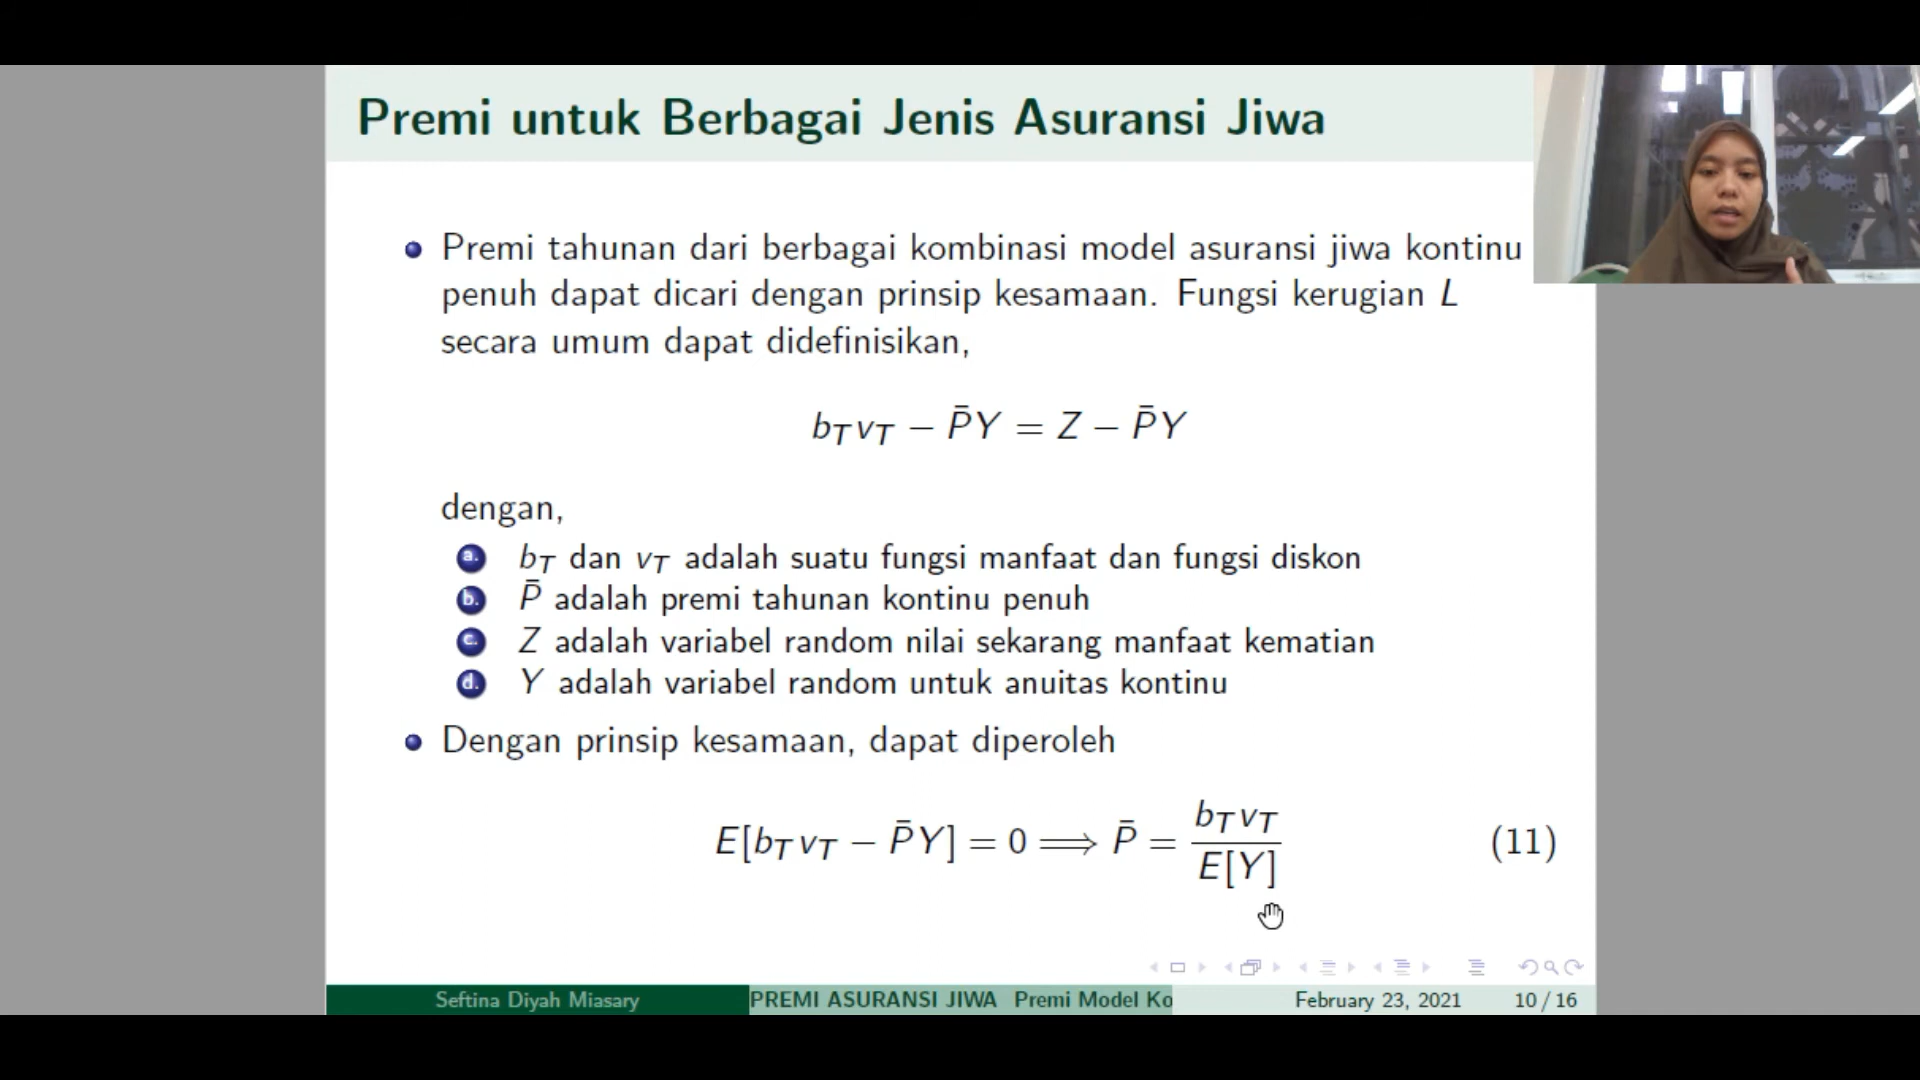 Premi untuk Berbagai Jenis Asuransi Jiwa
Premi tahunan dari berbagai kombinasi model asuransi jiwa kontinu
penuh dapat dicari dengan prinsip kesamaan. Fungsi kerugian L
secara umum dapat didefinisikan,
b_T v_T − P̄Y = Z − P̄Y
dengan,
a. b_T dan v_T adalah suatu fungsi manfaat dan fungsi diskon
b. P̄ adalah premi tahunan kontinu penuh
c. Z adalah variabel random nilai sekarang manfaat kematian
d. Y adalah variabel random untuk anuitas kontinu
Dengan prinsip kesamaan, dapat diperoleh
E[b_T v_T − P̄Y] = 0 ⟹ P̄ = b_T v_T / E[Y] (11)
Seftina Diyah Miasary PREMI ASURANSI JIWA Premi Model Ko February 23, 2021 10 / 16